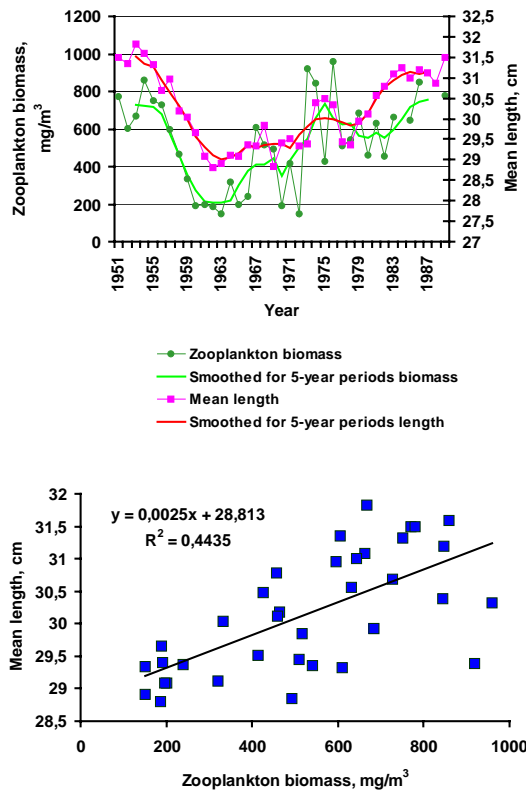 1200
1000
800
600
400
200
0
Zooplankton biomass,
mg/m³
32,5
32
31,5
31
30,5
30
29,5
29
28,5
28
27,5
27
Mean length, cm
1951
1955
1959
1963
1967
1971
1975
1979
1983
1987
Year
Zooplankton biomass
Smoothed for 5-year periods biomass
Mean length
Smoothed for 5-year periods length
y = 0,0025x + 28,813
R² = 0,4435
32
31,5
31
30,5
30
29,5
29
28,5
Mean length, cm
0 200 400 600 800 1000
Zooplankton biomass, mg/m³